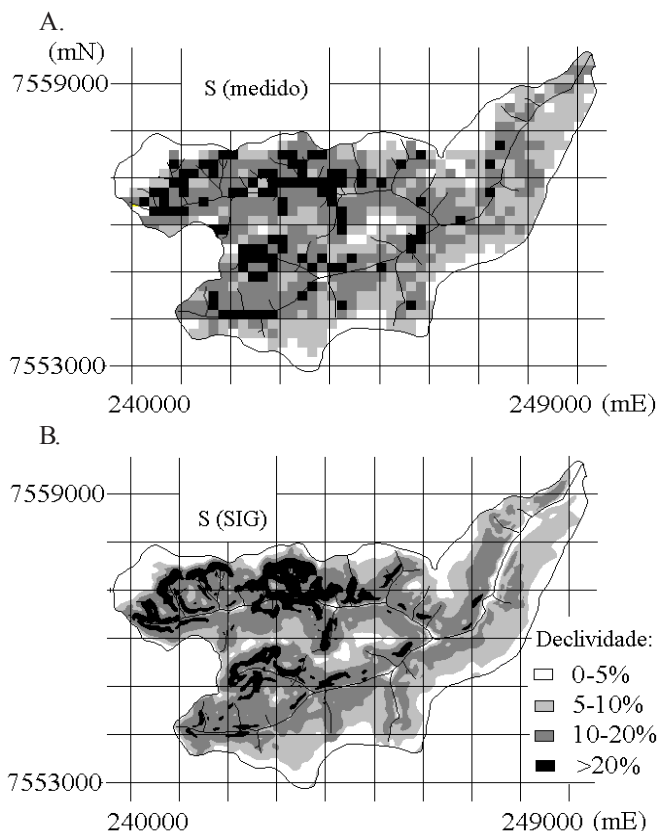 A.
(mN)
7559000
S (medido)
7553000
240000
249000 (mE)
B.
7559000
S (SIG)
Declividade:
0-5%
5-10%
10-20%
>20%
7553000
240000
249000 (mE)